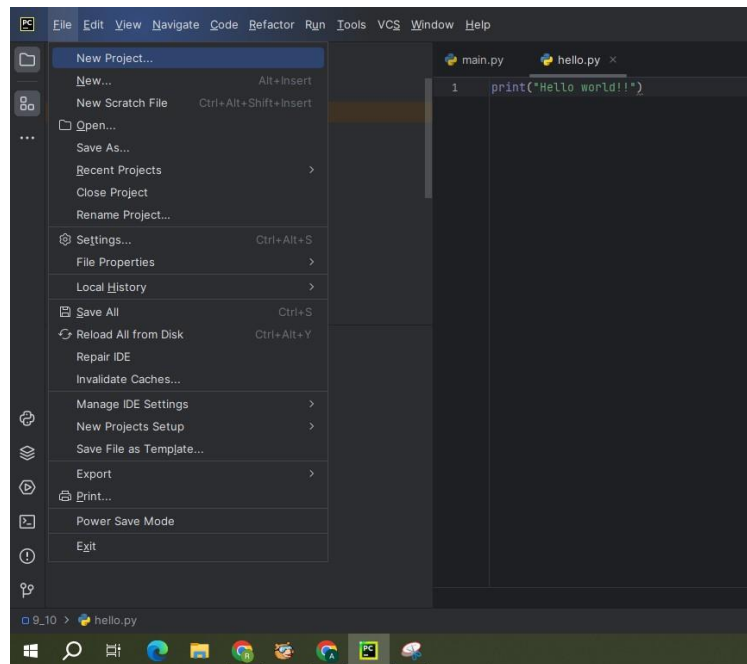 PC File Edit View Navigate Code Refactor Run Tools VCS Window Help
New Project...
New... Alt+Insert
New Scratch File Ctrl+Alt+Shift+Insert
Open...
Save As...
Recent Projects
Close Project
Rename Project...
Settings... Ctrl+Alt+S
File Properties
Local History
Save All Ctrl+S
Reload All from Disk Ctrl+Alt+Y
Repair IDE
Invalidate Caches...
Manage IDE Settings
New Projects Setup
Save File as Template...
Export
Print...
Power Save Mode
Exit
main.py hello.py
1 print("Hello world!!")
9_10 > hello.py
PC